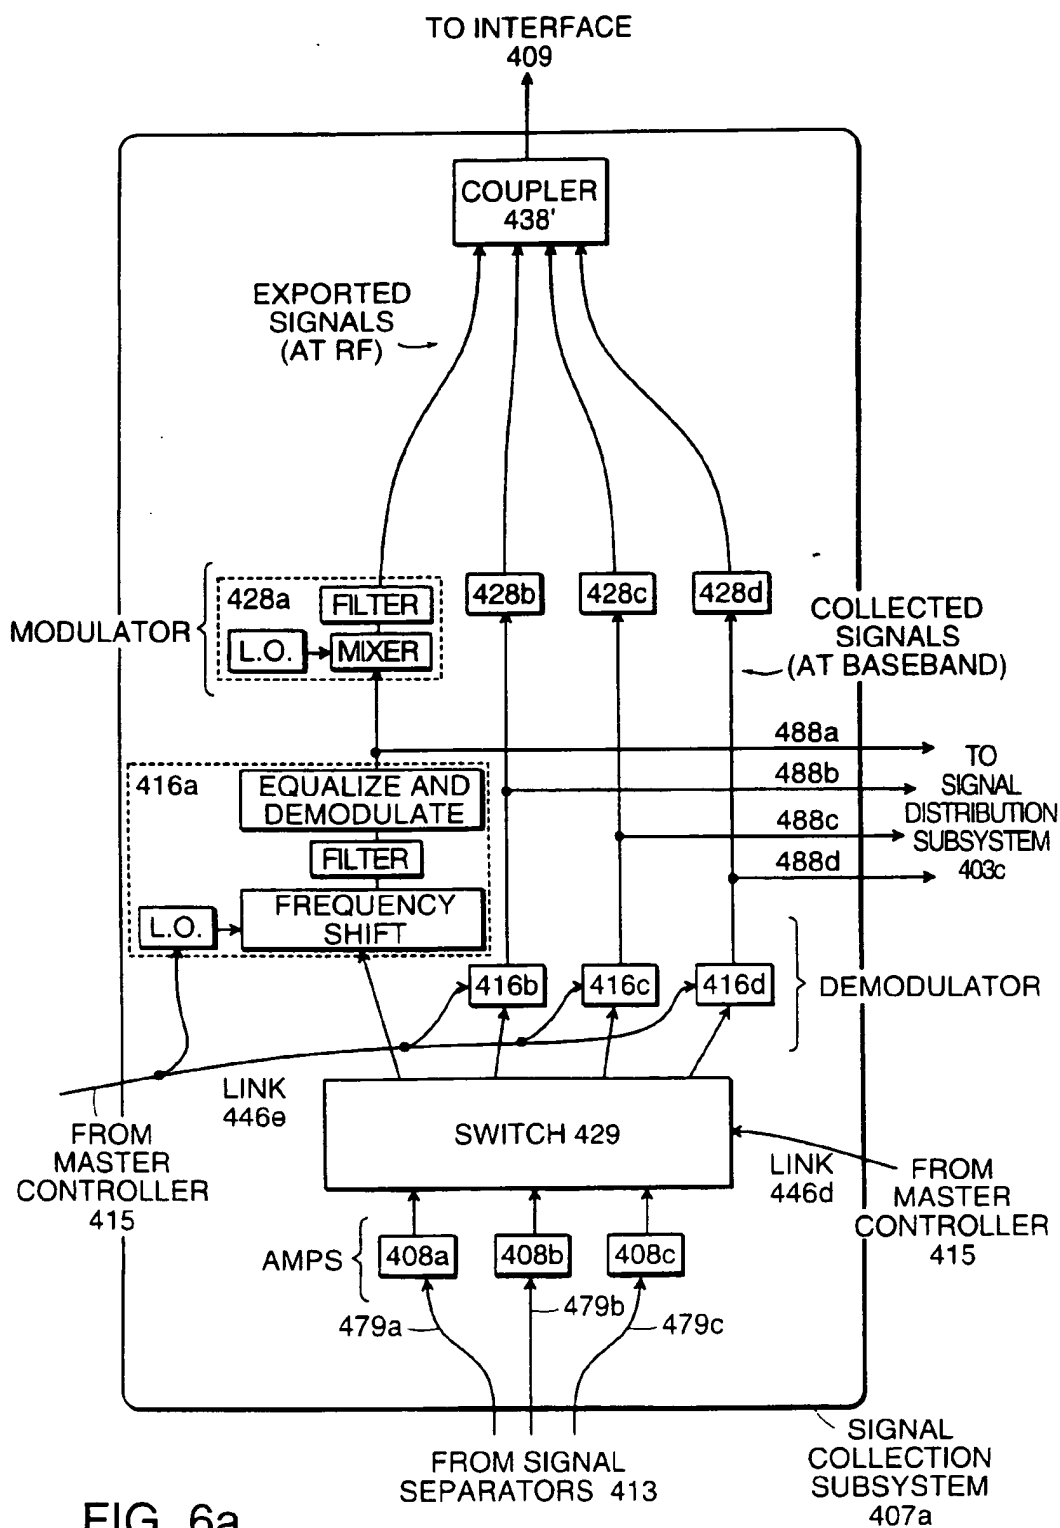 TO INTERFACE
409
COUPLER
438'
EXPORTED
SIGNALS
(AT RF)
428a
FILTER
L.O.
MIXER
MODULATOR
428b
428c
428d
COLLECTED
SIGNALS
(AT BASEBAND)
488a
488b
488c
488d
TO
SIGNAL
DISTRIBUTION
SUBSYSTEM
403c
416a
EQUALIZE AND
DEMODULATE
FILTER
FREQUENCY
SHIFT
L.O.
416b
416c
416d
DEMODULATOR
LINK
446e
FROM
MASTER
CONTROLLER
415
SWITCH 429
LINK
446d
FROM
MASTER
CONTROLLER
415
AMPS
408a
408b
408c
479a
479b
479c
FROM SIGNAL
SEPARATORS 413
SIGNAL
COLLECTION
SUBSYSTEM
407a
FIG. 6a